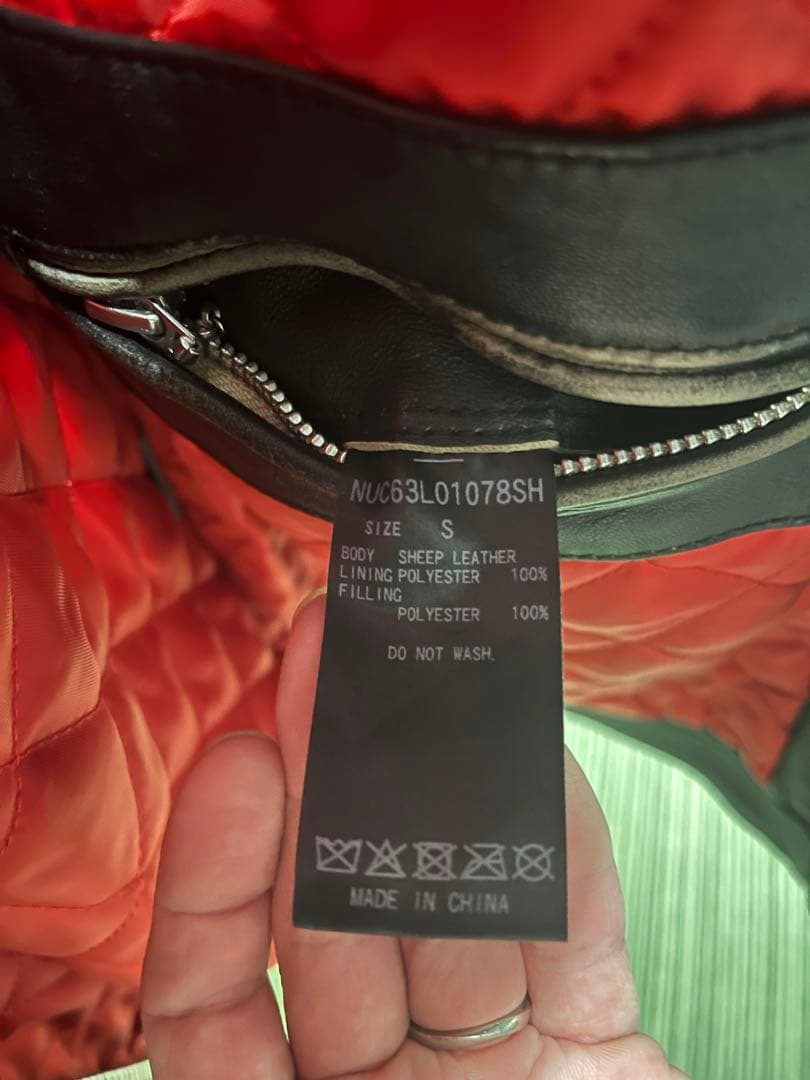 NUC63L01078SH
SIZE S
BODY SHEEP LEATHER
LINING POLYESTER 100%
FILLING
POLYESTER 100%
DO NOT WASH.
MADE IN CHINA